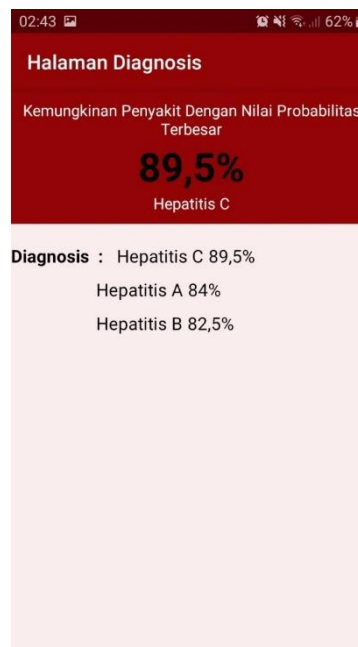 02:43 62%
Halaman Diagnosis
Kemungkinan Penyakit Dengan Nilai Probabilitas
Terbesar
89,5%
Hepatitis C
Diagnosis : Hepatitis C 89,5%
Hepatitis A 84%
Hepatitis B 82,5%